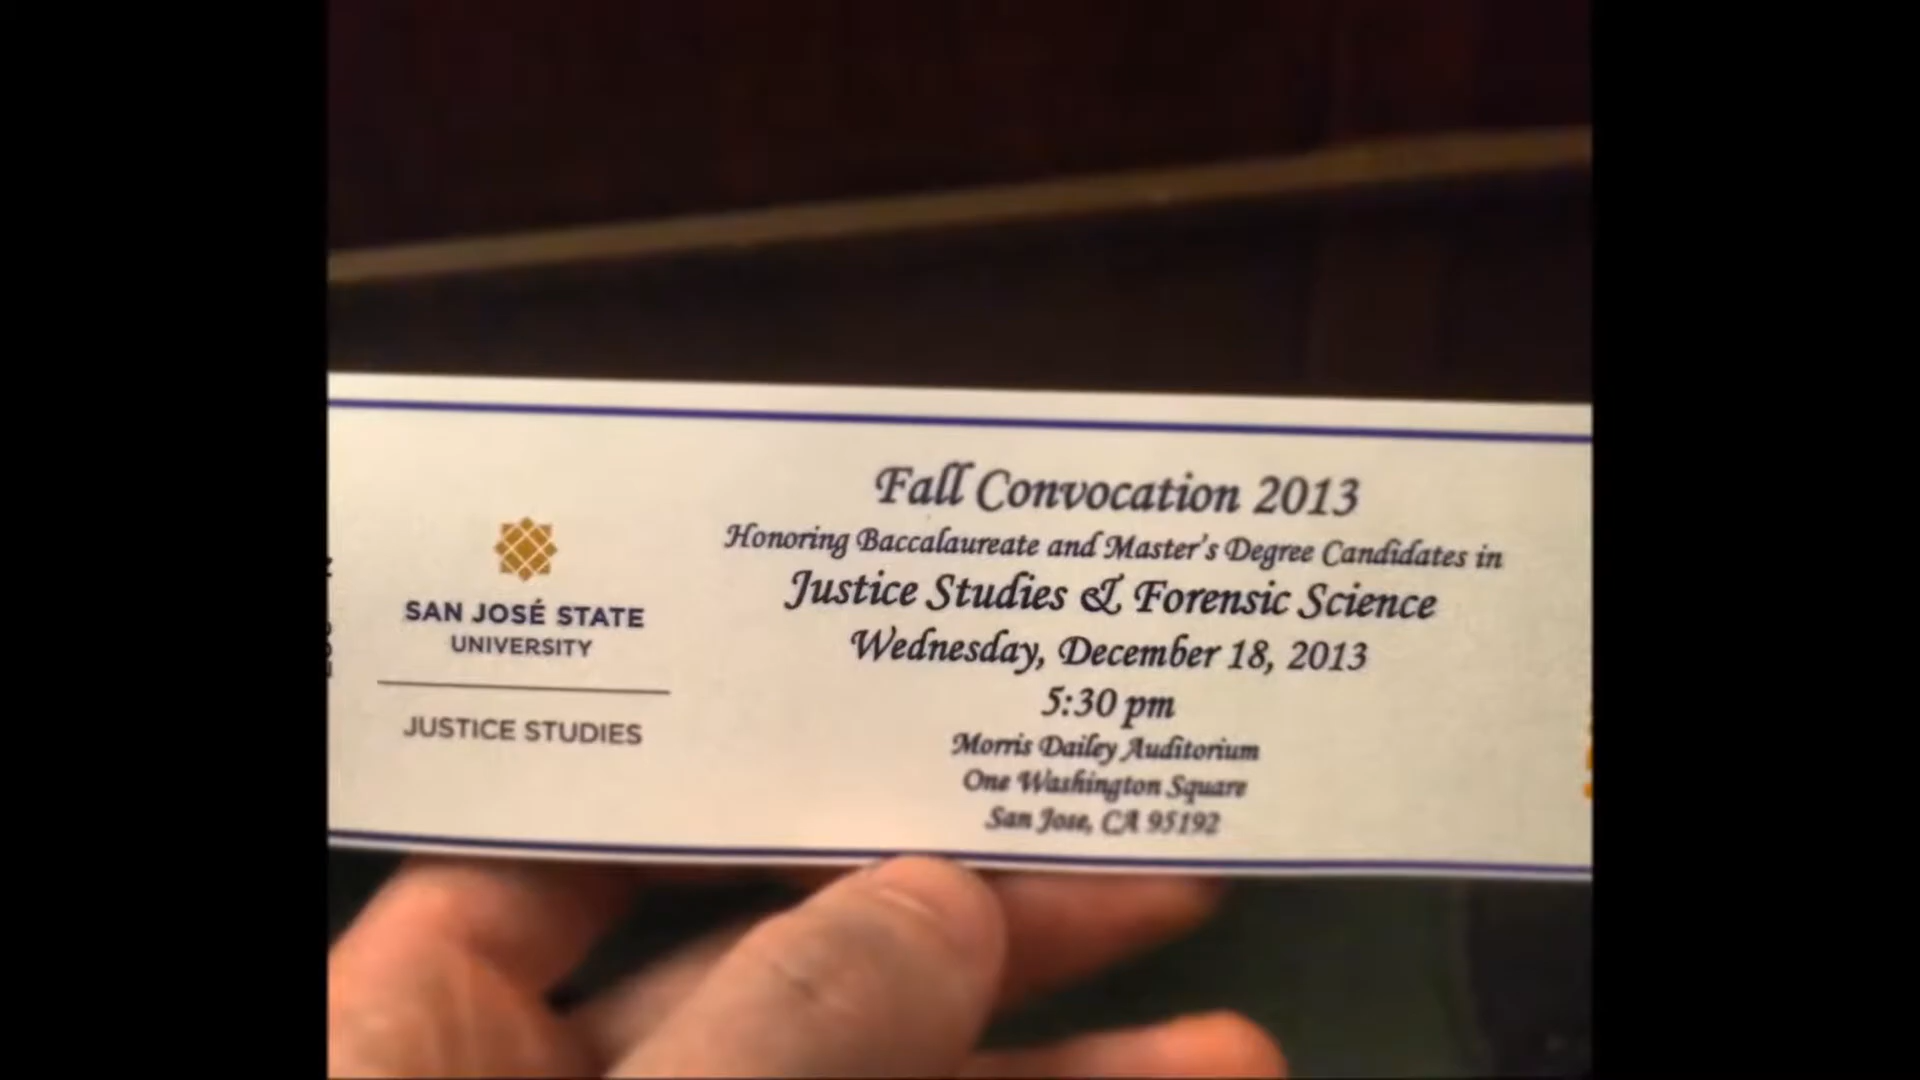 SAN JOSÉ STATE
UNIVERSITY
JUSTICE STUDIES
Fall Convocation 2013
Honoring Baccalaureate and Master's Degree Candidates in
Justice Studies & Forensic Science
Wednesday, December 18, 2013
5:30 pm
Morris Dailey Auditorium
One Washington Square
San Jose, CA 95192